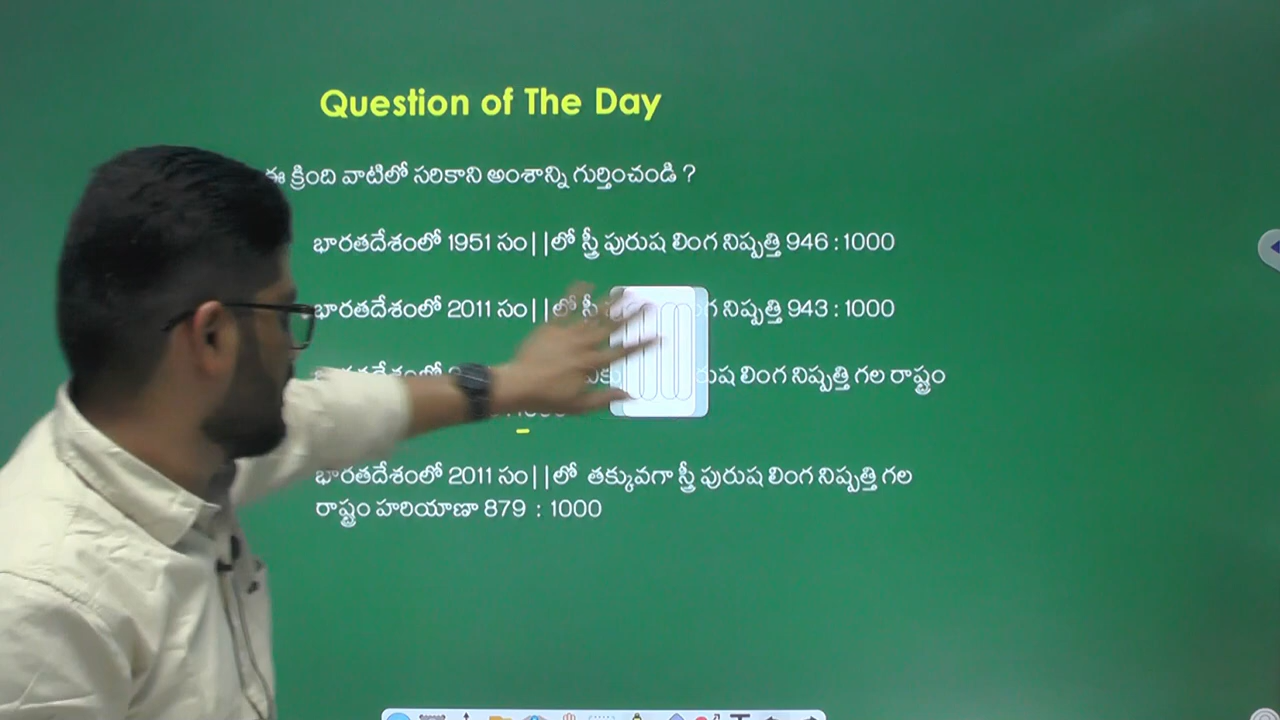 Question of The Day
ఈ క్రింది వాటిలో సరికాని అంశాన్ని గుర్తించండి ?
భారతదేశంలో 1951 సం||లో స్త్రీ పురుష లింగ నిష్పత్తి 946 : 1000
భారతదేశంలో 2011 సం||లో నిష్పత్తి 943 : 1000
లింగ నిష్పత్తి గల రాష్ట్రం
భారతదేశంలో 2011 సం||లో తక్కువగా స్త్రీ పురుష లింగ నిష్పత్తి గల
రాష్ట్రం హరియాణా 879 : 1000